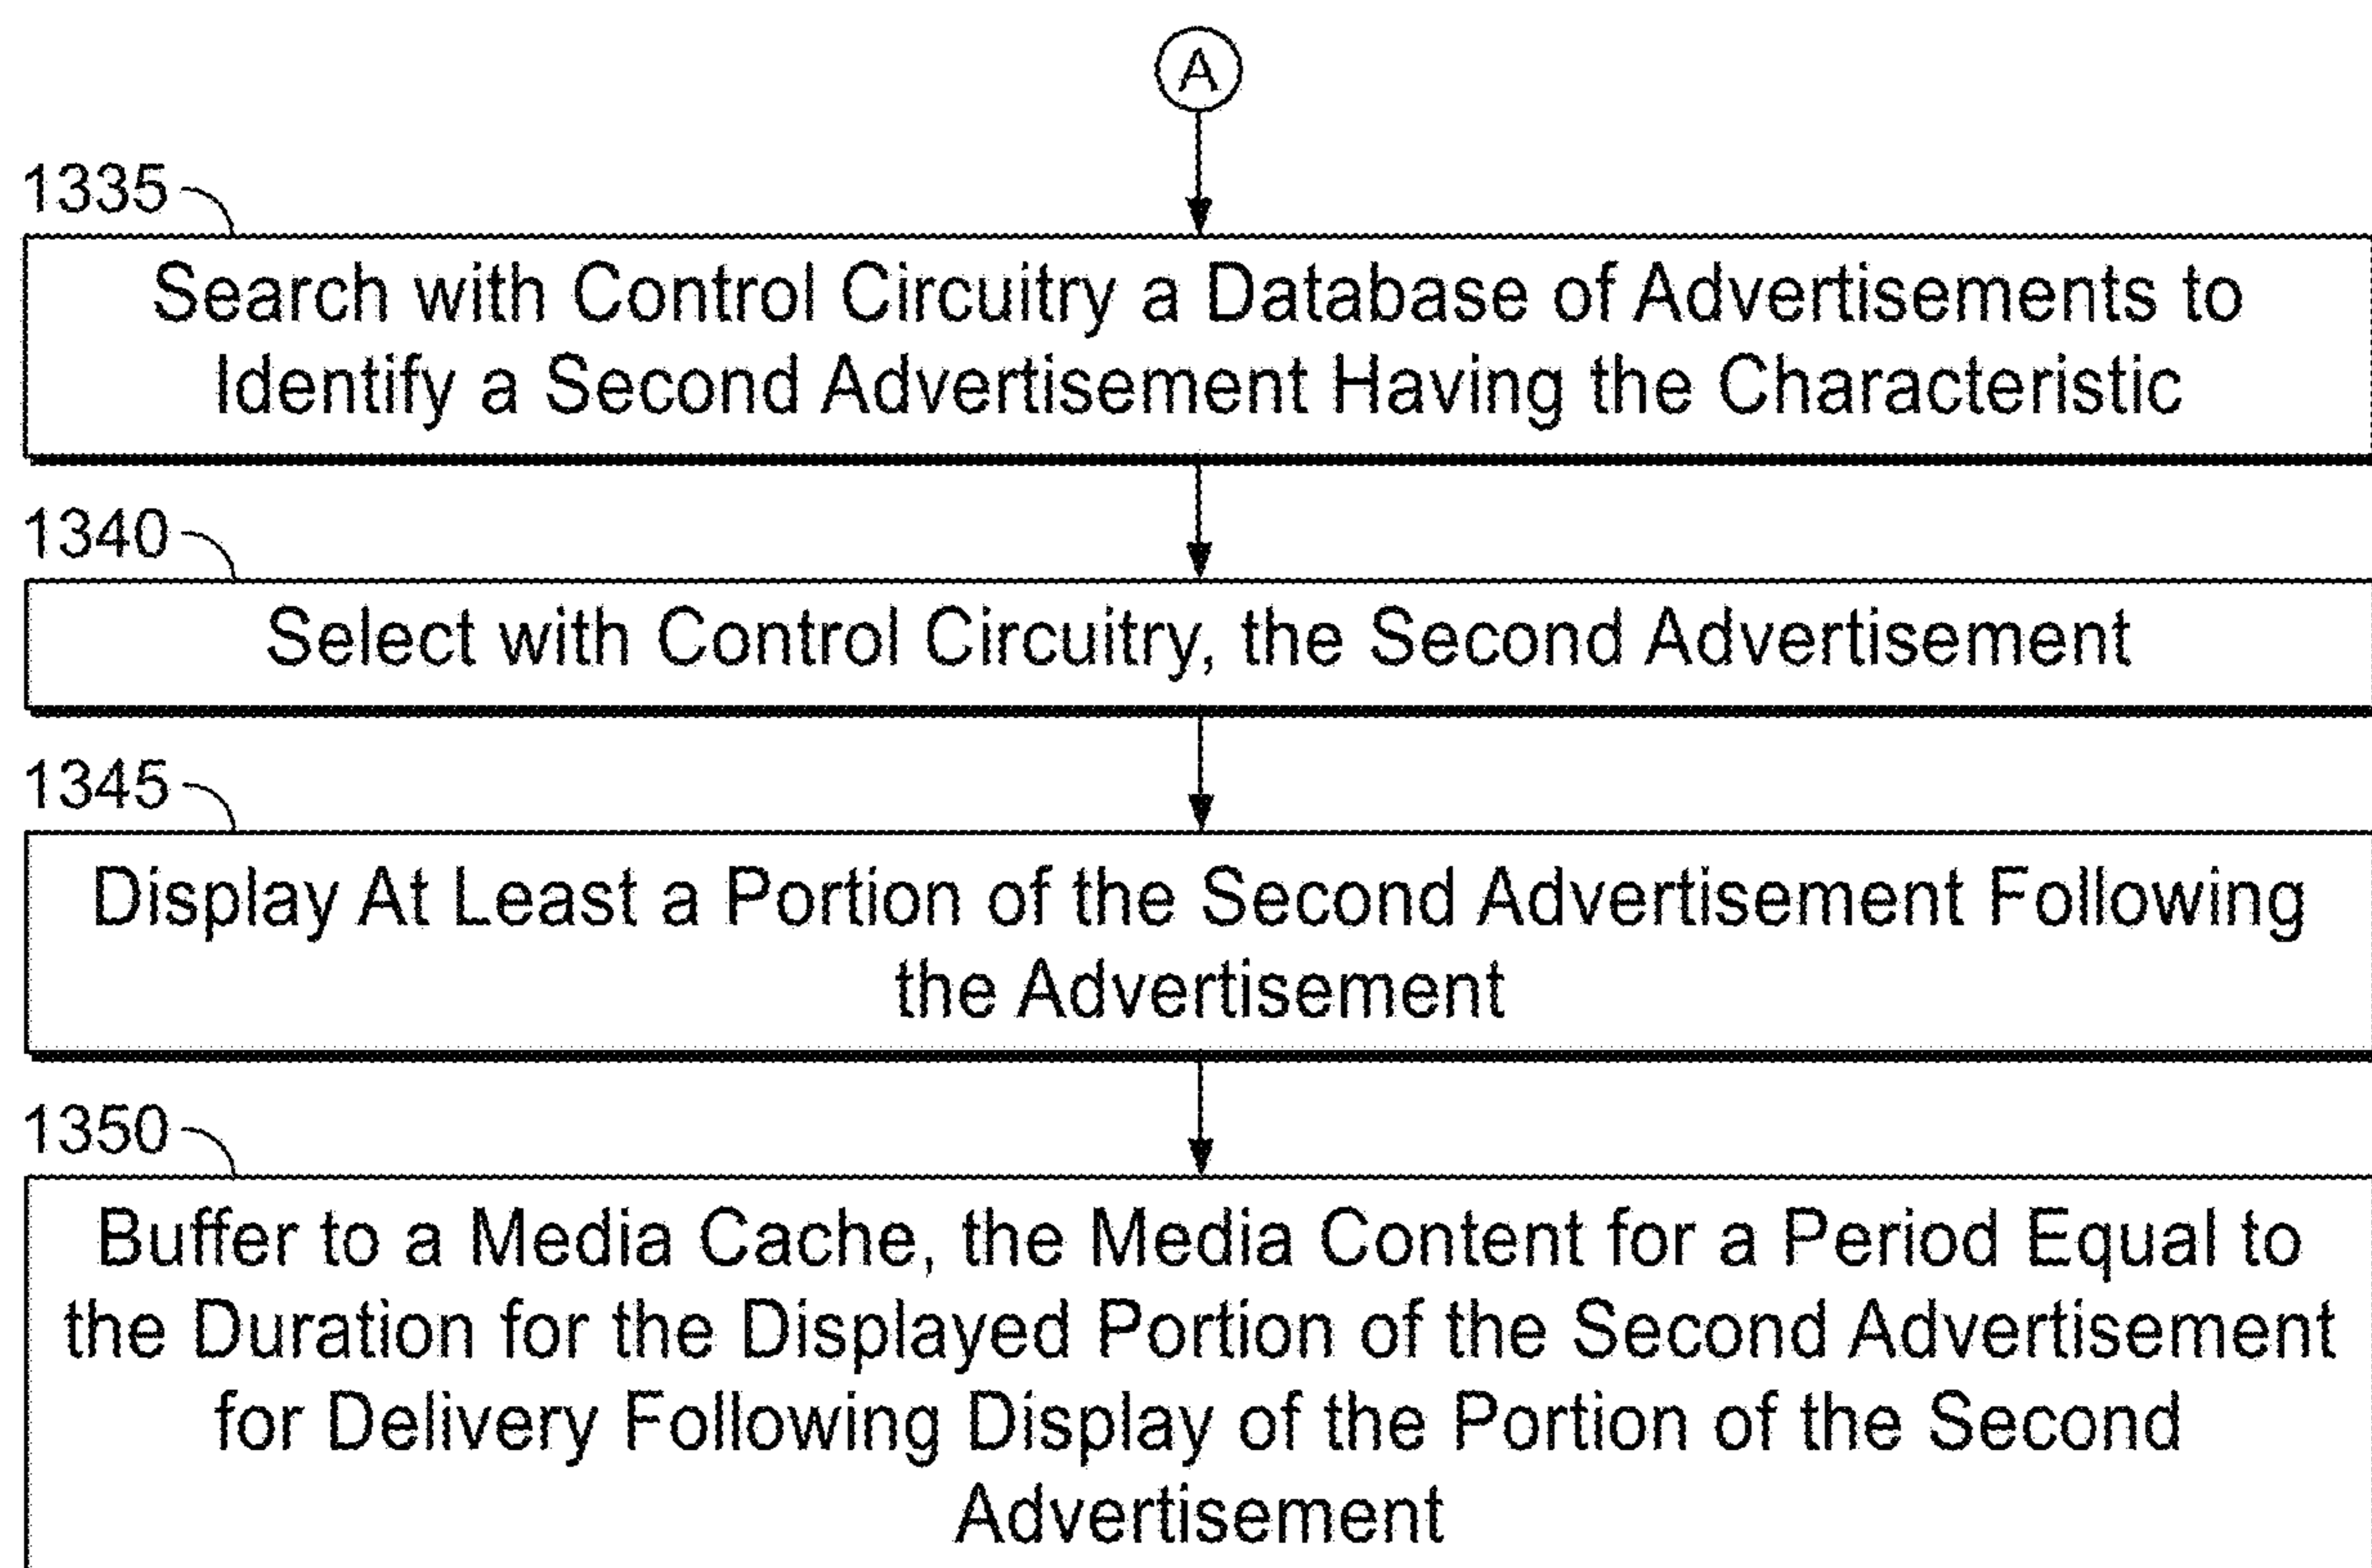 A
1335
Search with Control Circuitry a Database of Advertisements to
Identify a Second Advertisement Having the Characteristic
1340
Select with Control Circuitry, the Second Advertisement
1345
Display At Least a Portion of the Second Advertisement Following
the Advertisement
1350
Buffer to a Media Cache, the Media Content for a Period Equal to
the Duration for the Displayed Portion of the Second Advertisement
for Delivery Following Display of the Portion of the Second
Advertisement